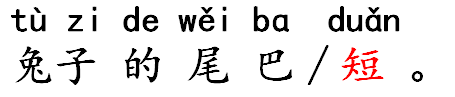 tù zi de wěi ba duǎn
兔子 的 尾 巴 /短 。